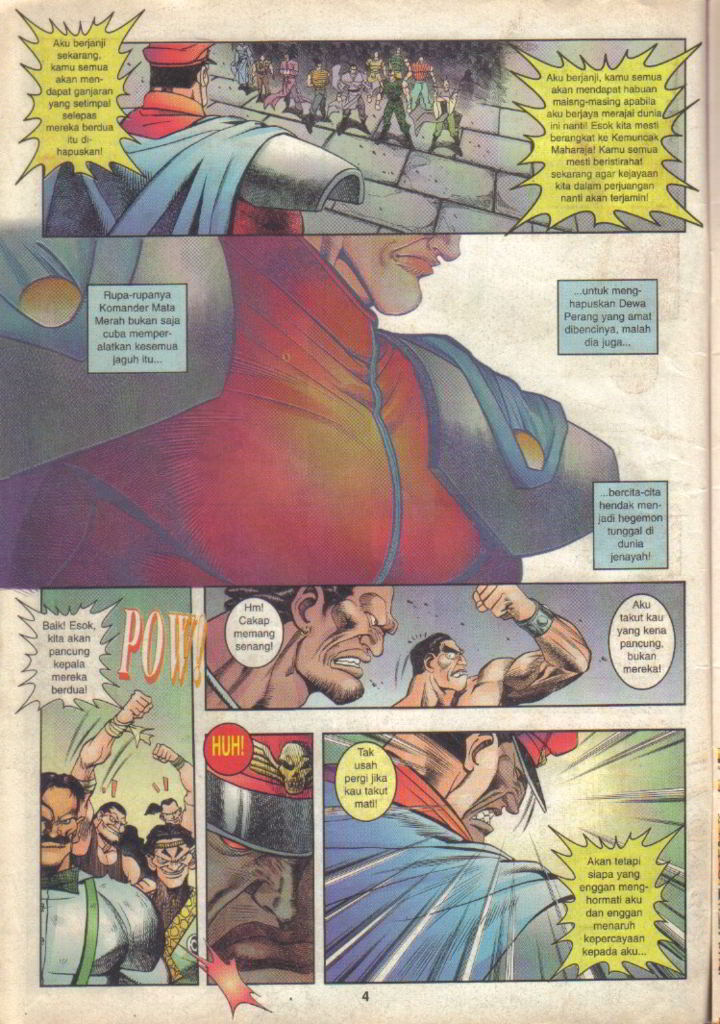 Aku berjanji
sekarang,
kamu semua
akan men-
dapat ganjaran
yang setimpal
selepas
mereka berdua
itu di-
hapuskan!
Aku berjanji, kamu semua
akan mendapat habuan
maisng-masing apabila
aku berjaya merajai dunia
ini nanti! Esok kita mesti
berangkat ke Kemuncak
Maharaja! Kamu semua
mesti beristirahat
sekarang agar kejayaan
kita dalam perjuangan
nanti akan terjamin!
Rupa-rupanya
Komander Mata
Merah bukan saja
cuba memper-
alatkan kesemua
jaguh itu...
...untuk meng-
hapuskan Dewa
Perang yang amat
dibencinya, malah
dia juga...
...bercita-cita
hendak men-
jadi hegemon
tunggal di
dunia
jenayah!
Baik! Esok,
kita akan
pancung
kepala
mereka
berdua!
POW!
Hm!
Cakap
memang
senang!
Aku
takut kau
yang kena
pancung,
bukan
mereka!
HUH!
Tak
usah
pergi jika
kau takut
mati!
Akan tetapi
siapa yang
enggan meng-
hormati aku
dan enggan
menaruh
kepercayaan
kepada aku...
4